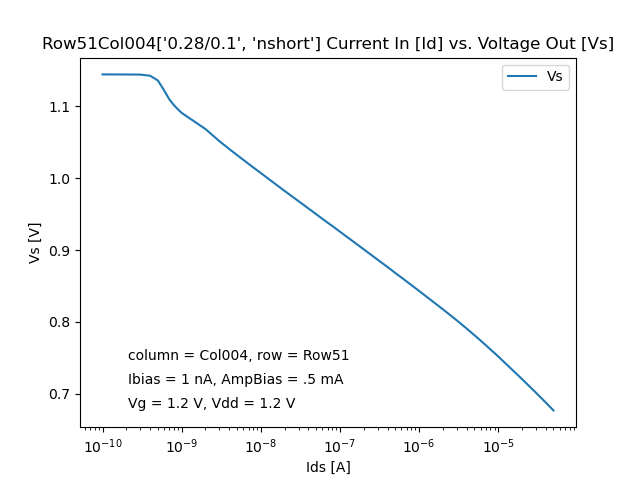 Row51Col004['0.28/0.1', 'nshort'] Current In [Id] vs. Voltage Out [Vs]
Vs
1.1
1.0
0.9
0.8
0.7
Vs [V]
column = Col004, row = Row51
Ibias = 1 nA, AmpBias = .5 mA
Vg = 1.2 V, Vdd = 1.2 V
10⁻¹⁰ 10⁻⁹ 10⁻⁸ 10⁻⁷ 10⁻⁶ 10⁻⁵
Ids [A]